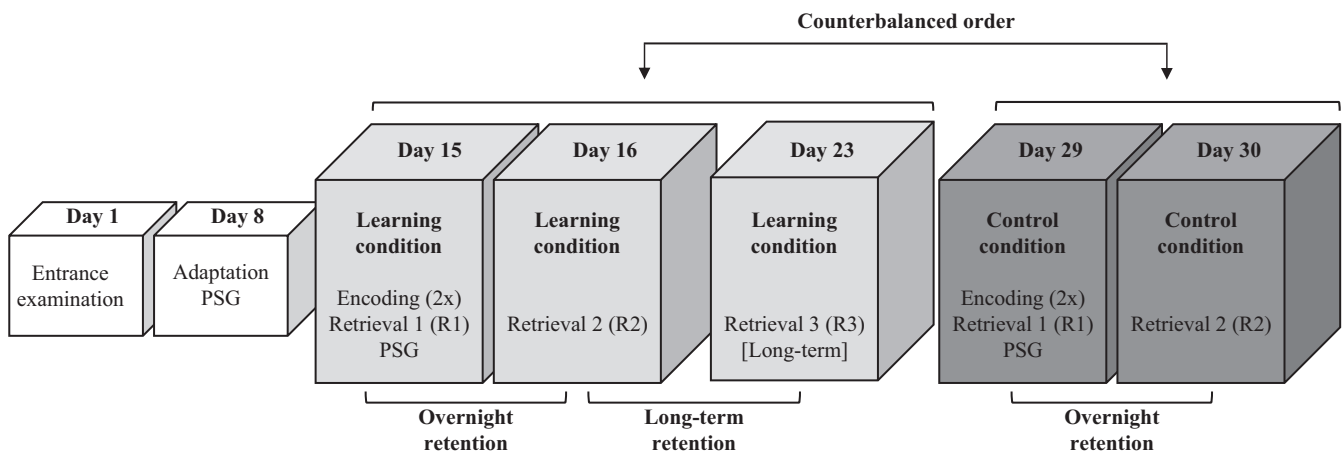 Counterbalanced order
Day 1
Entrance
examination
Day 8
Adaptation
PSG
Day 15
Learning
condition
Encoding (2x)
Retrieval 1 (R1)
PSG
Day 16
Learning
condition
Retrieval 2 (R2)
Day 23
Learning
condition
Retrieval 3 (R3)
[Long-term]
Day 29
Control
condition
Encoding (2x)
Retrieval 1 (R1)
PSG
Day 30
Control
condition
Retrieval 2 (R2)
Overnight
retention
Long-term
retention
Overnight
retention